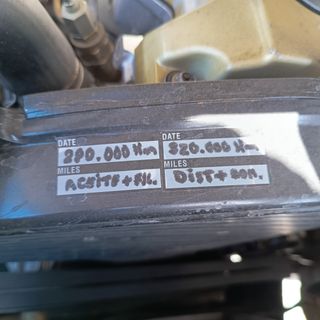 DATE
290.000 Km
MILES
ACEITE + FIL.
DATE
320.000 Km
MILES
DIST + BOM.